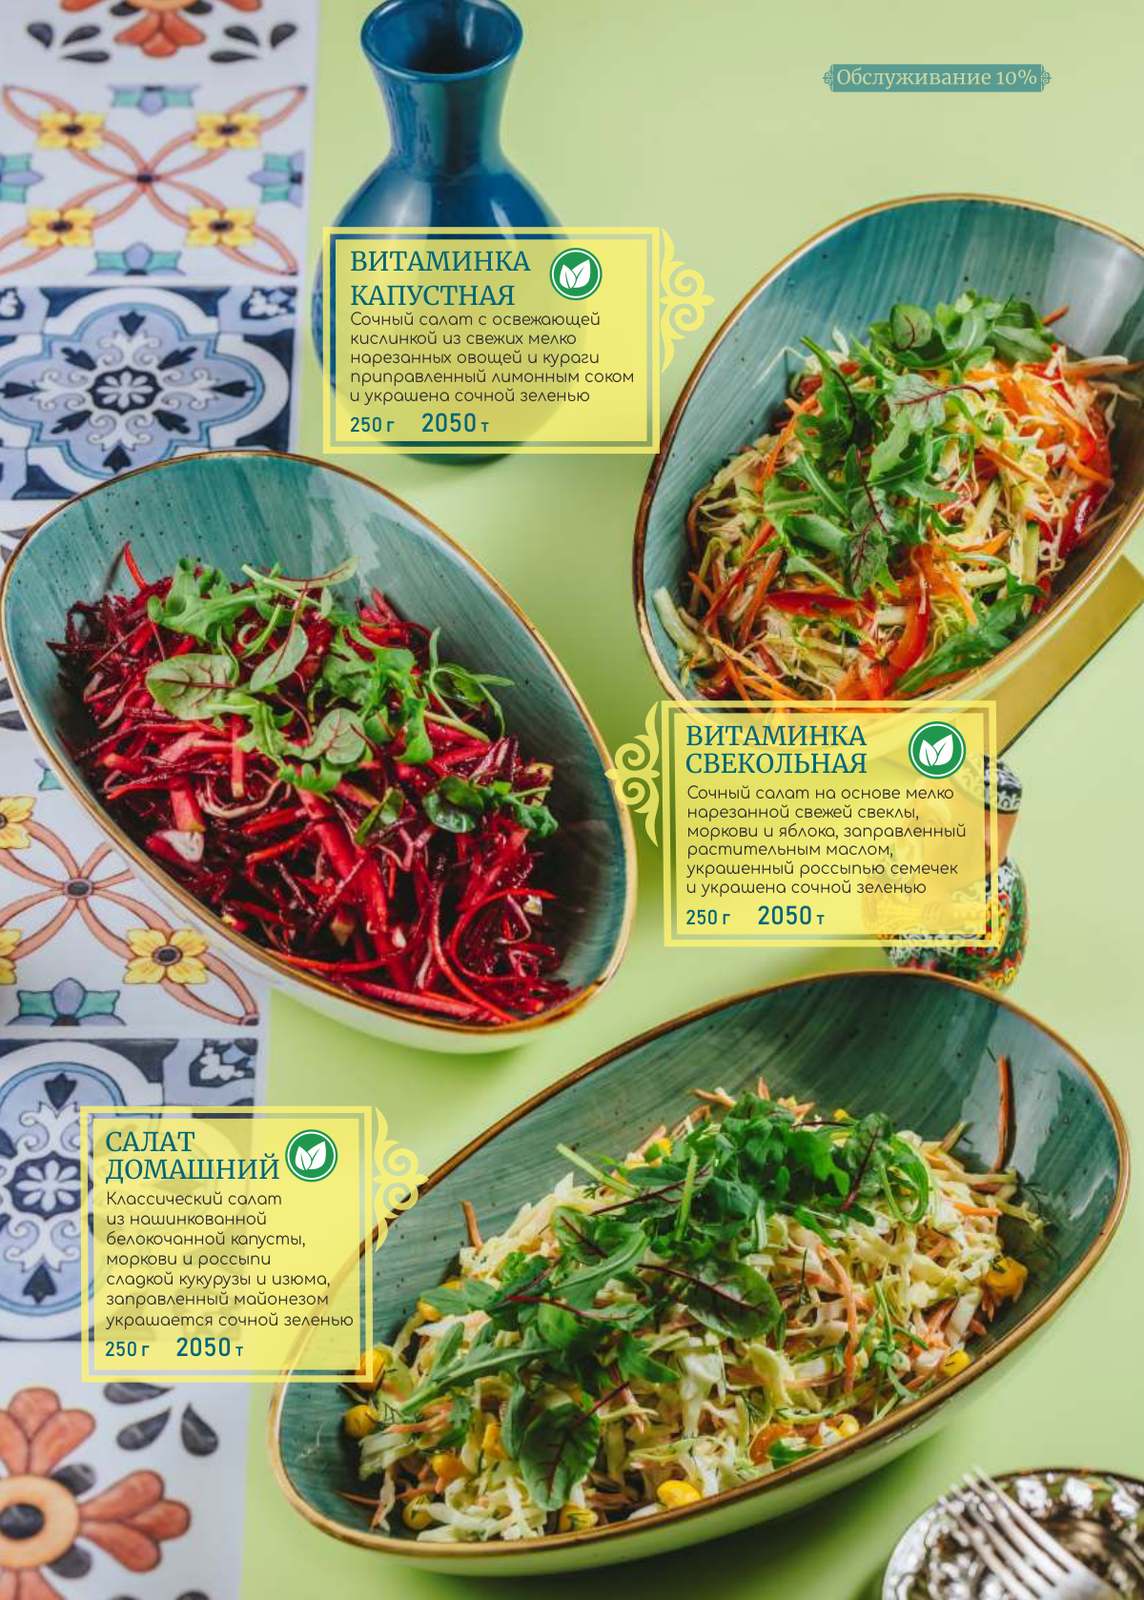 Обслуживание 10%
ВИТАМИНКА
КАПУСТНАЯ
Сочный салат с освежающей
кислинкой из свежих мелко
нарезанных овощей и кураги
приправленный лимонным соком
и украшена сочной зеленью
250 г 2050 т
ВИТАМИНКА
СВЕКОЛЬНАЯ
Сочный салат на основе мелко
нарезанной свежей свеклы,
моркови и яблока, заправленный
растительным маслом,
украшенный россыпью семечек
и украшена сочной зеленью
250 г 2050 т
САЛАТ
ДОМАШНИЙ
Классический салат
из нашинкованной
белокочанной капусты,
моркови и россыпи
сладкой кукурузы и изюма,
заправленный майонезом
украшается сочной зеленью
250 г 2050 т